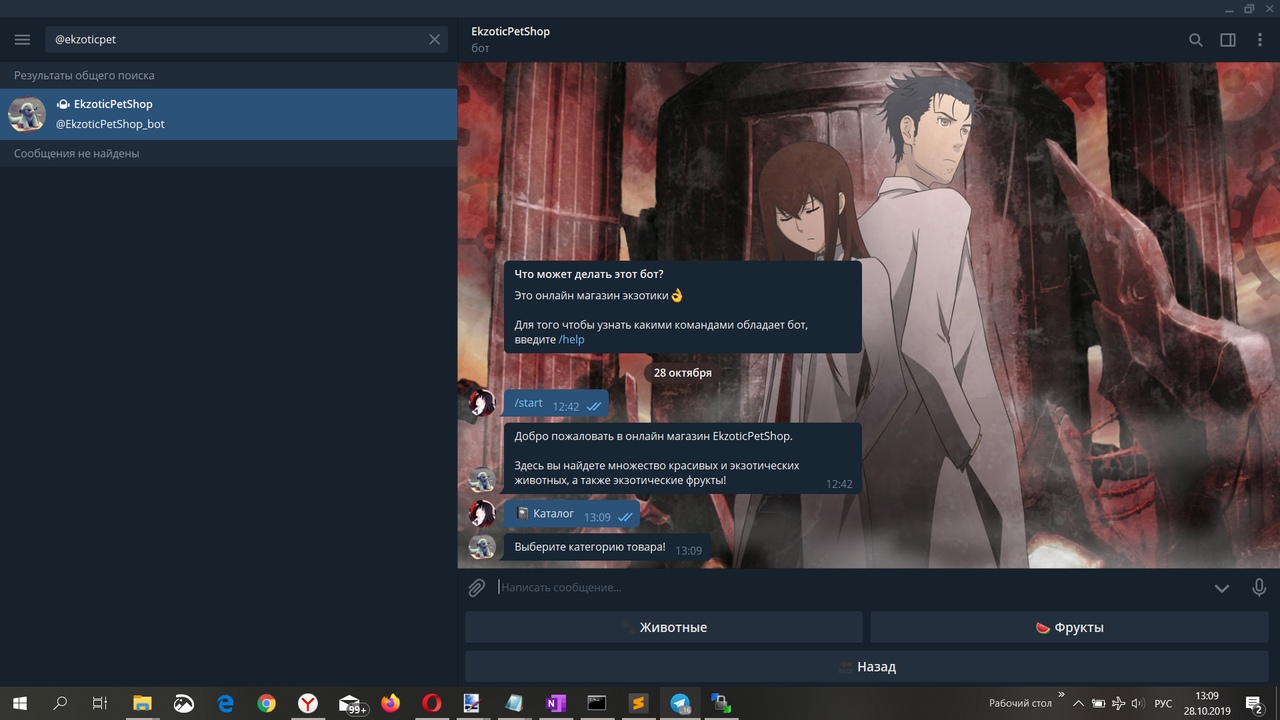 @ekzoticpet
Результаты общего поиска
EkzoticPetShop
@EkzoticPetShop_bot
Сообщения не найдены
EkzoticPetShop
бот
Что может делать этот бот?
Это онлайн магазин экзотики👌
Для того чтобы узнать какими командами обладает бот,
введите /help
28 октября
/start 12:42
Добро пожаловать в онлайн магазин EkzoticPetShop.
Здесь вы найдете множество красивых и экзотических
животных, а также экзотические фрукты! 12:42
Каталог 13:09
Выберите категорию товара! 13:09
Написать сообщение...
Животные
🍉 Фрукты
Назад
99+
Рабочий стол
РУС
13:09
28.10.2019
2